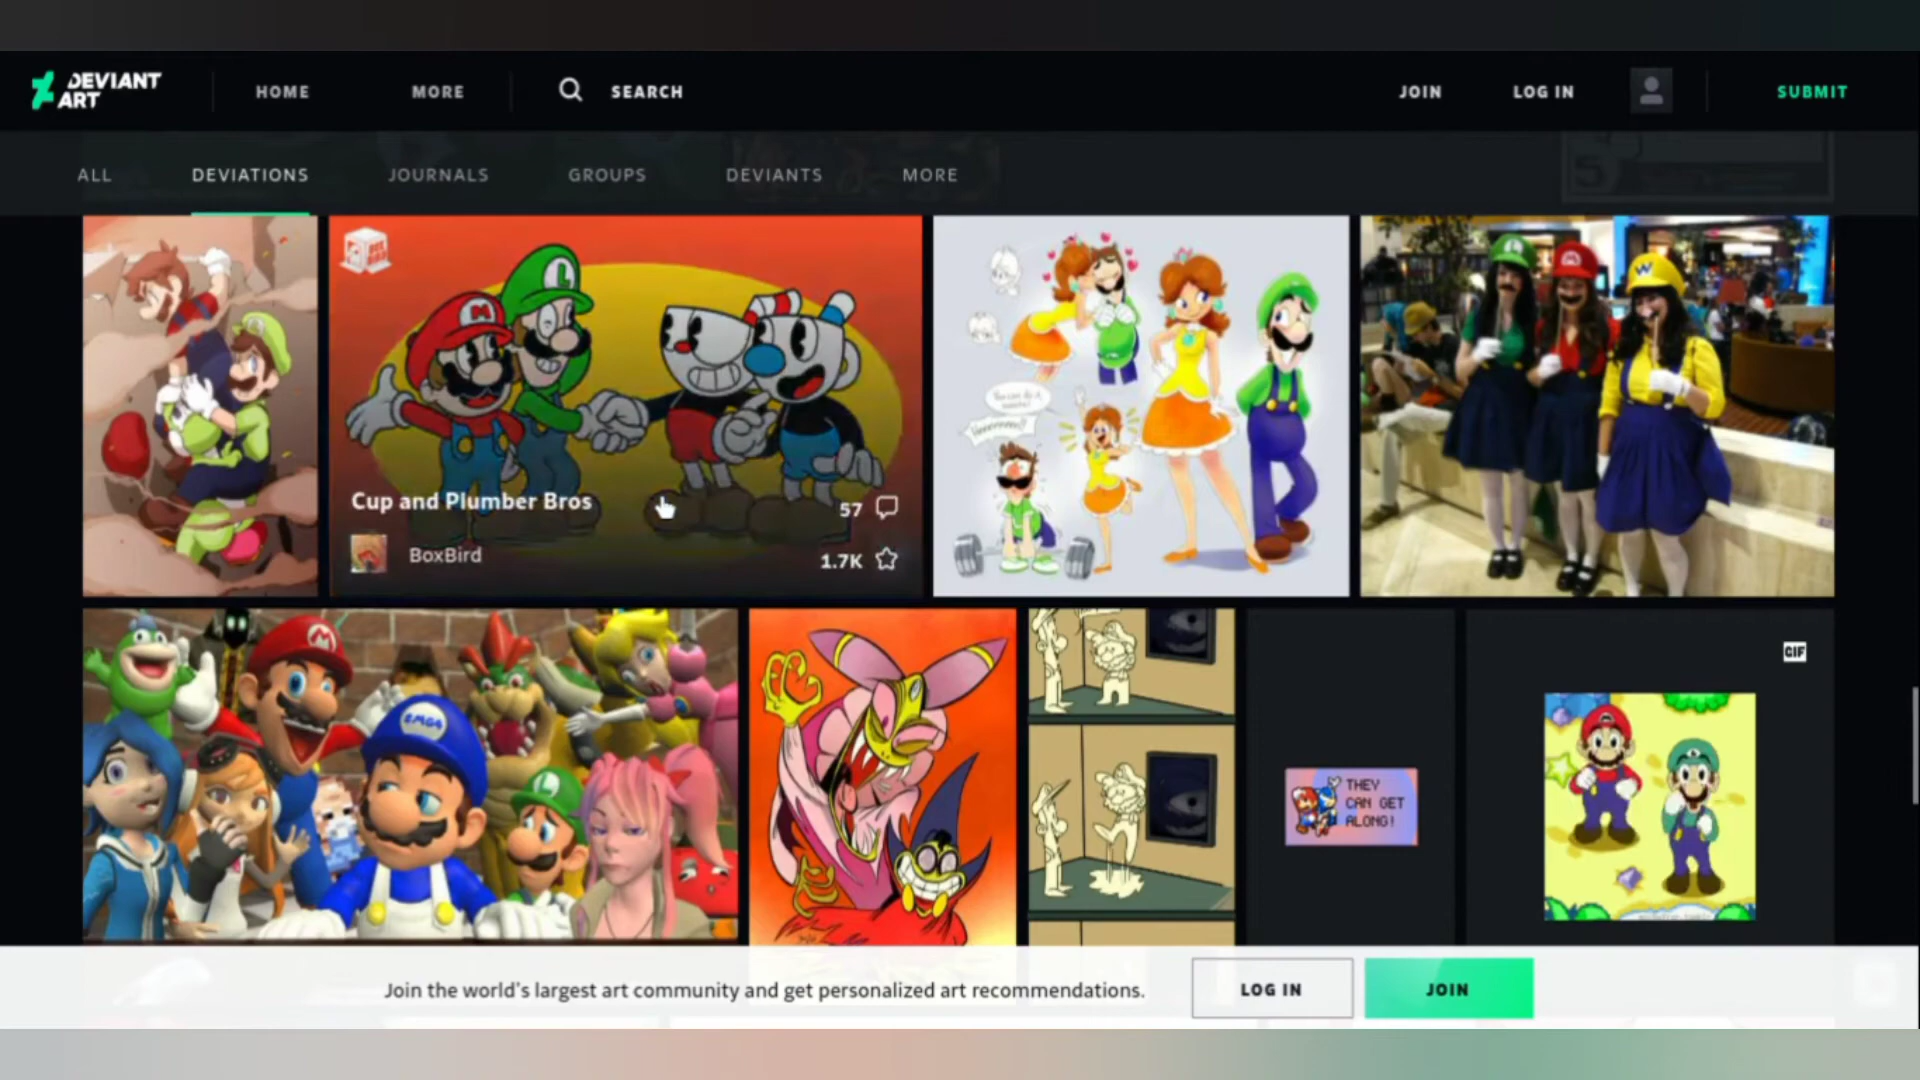 DEVIANT
ART
HOME
MORE
SEARCH
JOIN
LOG IN
SUBMIT
ALL
DEVIATIONS
JOURNALS
GROUPS
DEVIANTS
MORE
L
M
Cup and Plumber Bros
57
BoxBird
1.7K
L
M
W
M
SMG4
L
GIF
THEY
CAN GET
ALONG!
Join the world's largest art community and get personalized art recommendations.
LOG IN
JOIN